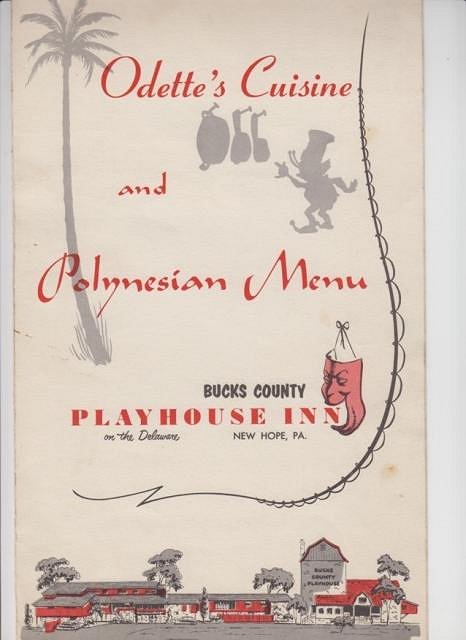 Odette's Cuisine
and
Polynesian Menu
BUCKS COUNTY
PLAYHOUSE INN
on the Delaware, NEW HOPE, PA.
BUCKS
COUNTY
PLAYHOUSE